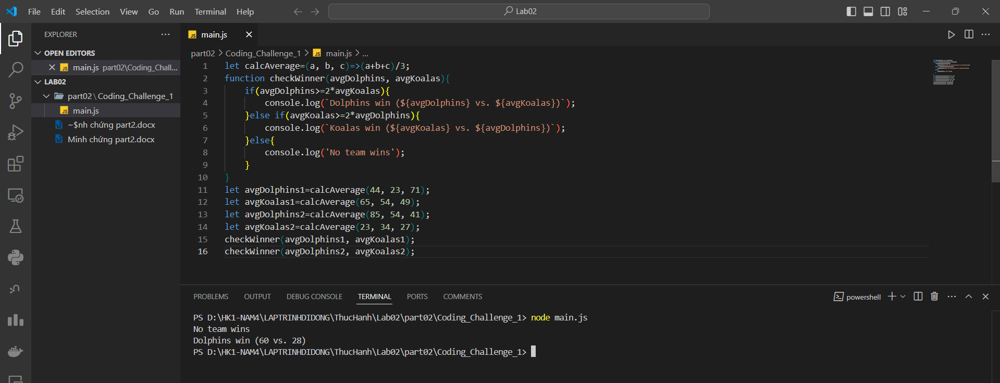 File Edit Selection View Go Run Terminal Help
Lab02
EXPLORER
OPEN EDITORS
main.js part02\Coding_Chall...
LAB02
part02\Coding_Challenge_1
main.js
~$nh chứng part2.docx
Minh chứng part2.docx
main.js
part02 > Coding_Challenge_1 > main.js > ...
1 let calcAverage=(a, b, c)=>(a+b+c)/3;
2 function checkWinner(avgDolphins, avgKoalas){
3 if(avgDolphins>=2*avgKoalas){
4 console.log(`Dolphins win (${avgDolphins} vs. ${avgKoalas})`);
5 }else if(avgKoalas>=2*avgDolphins){
6 console.log(`Koalas win (${avgKoalas} vs. ${avgDolphins})`);
7 }else{
8 console.log('No team wins');
9 }
10 }
11 let avgDolphins1=calcAverage(44, 23, 71);
12 let avgKoalas1=calcAverage(65, 54, 49);
13 let avgDolphins2=calcAverage(85, 54, 41);
14 let avgKoalas2=calcAverage(23, 34, 27);
15 checkWinner(avgDolphins1, avgKoalas1);
16 checkWinner(avgDolphins2, avgKoalas2);
PROBLEMS OUTPUT DEBUG CONSOLE TERMINAL PORTS COMMENTS
powershell
PS D:\HK1-NAM4\LAPTRINHDIDONG\ThucHanh\Lab02\part02\Coding_Challenge_1> node main.js
No team wins
Dolphins win (60 vs. 28)
PS D:\HK1-NAM4\LAPTRINHDIDONG\ThucHanh\Lab02\part02\Coding_Challenge_1>